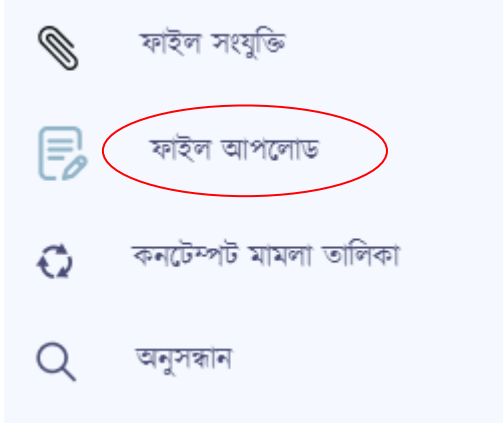 ফাইল সংযুক্তি
ফাইল আপলোড
কনটেম্পট মামলা তালিকা
অনুসন্ধান